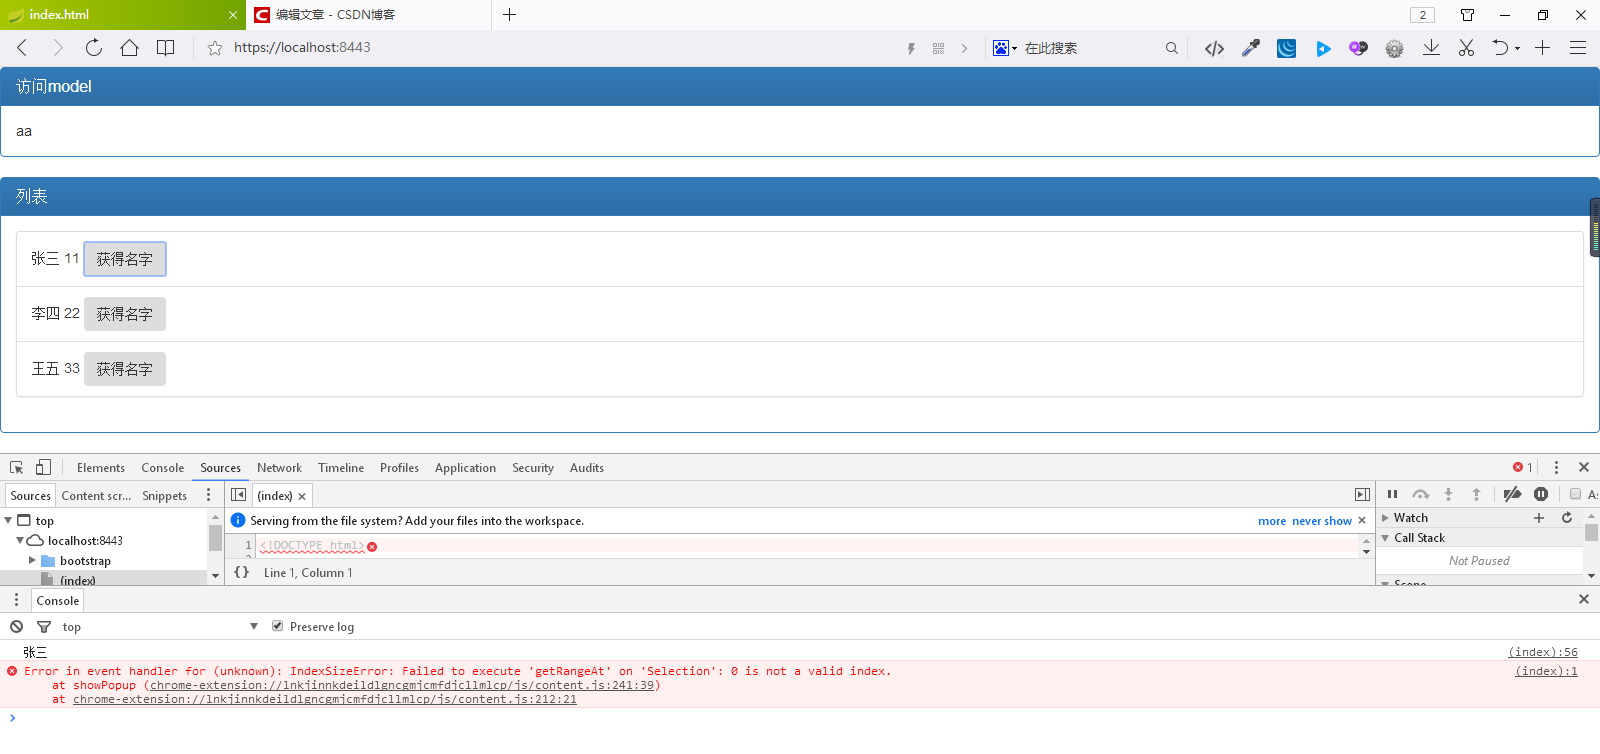 index.html
编辑文章 - CSDN博客
2
https://localhost:8443
在此搜索
访问model
aa
列表
张三 11 获得名字
李四 22 获得名字
王五 33 获得名字
Elements Console Sources Network Timeline Profiles Application Security Audits
1
Sources Content scr... Snippets
(index)
top
localhost:8443
bootstrap
(index)
Serving from the file system? Add your files into the workspace.
more never show
1 <!DOCTYPE html>
{} Line 1, Column 1
A:
Watch
Call Stack
Not Paused
Scope
Console
top
Preserve log
张三 (index):56
Error in event handler for (unknown): IndexSizeError: Failed to execute 'getRangeAt' on 'Selection': 0 is not a valid index. (index):1
at showPopup (chrome-extension://lnkjinnkdeildlgncgmjcmfdjcllmlcp/js/content.js:241:39)
at chrome-extension://lnkjinnkdeildlgncgmjcmfdjcllmlcp/js/content.js:212:21